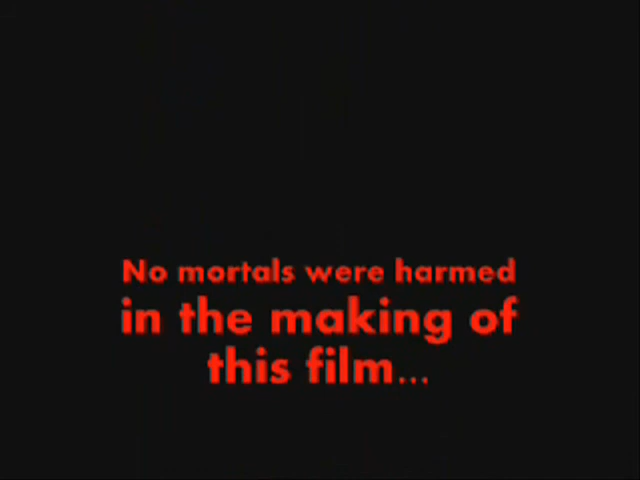 No mortals were harmed
in the making of
this film...